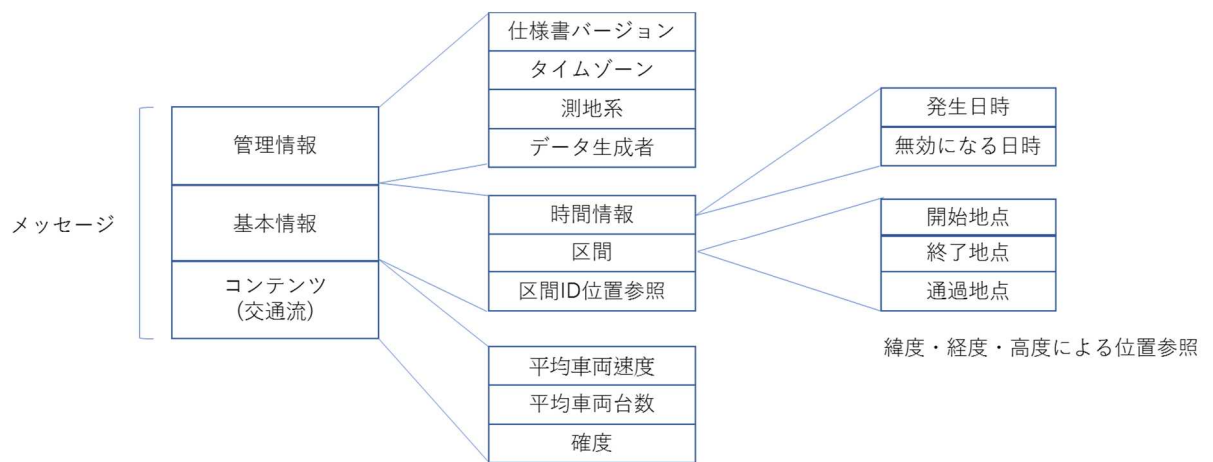 メッセージ
管理情報
基本情報
コンテンツ
(交通流)
仕様書バージョン
タイムゾーン
測地系
データ生成者
時間情報
区間
区間ID位置参照
平均車両速度
平均車両台数
確度
発生日時
無効になる日時
開始地点
終了地点
通過地点
緯度・経度・高度による位置参照